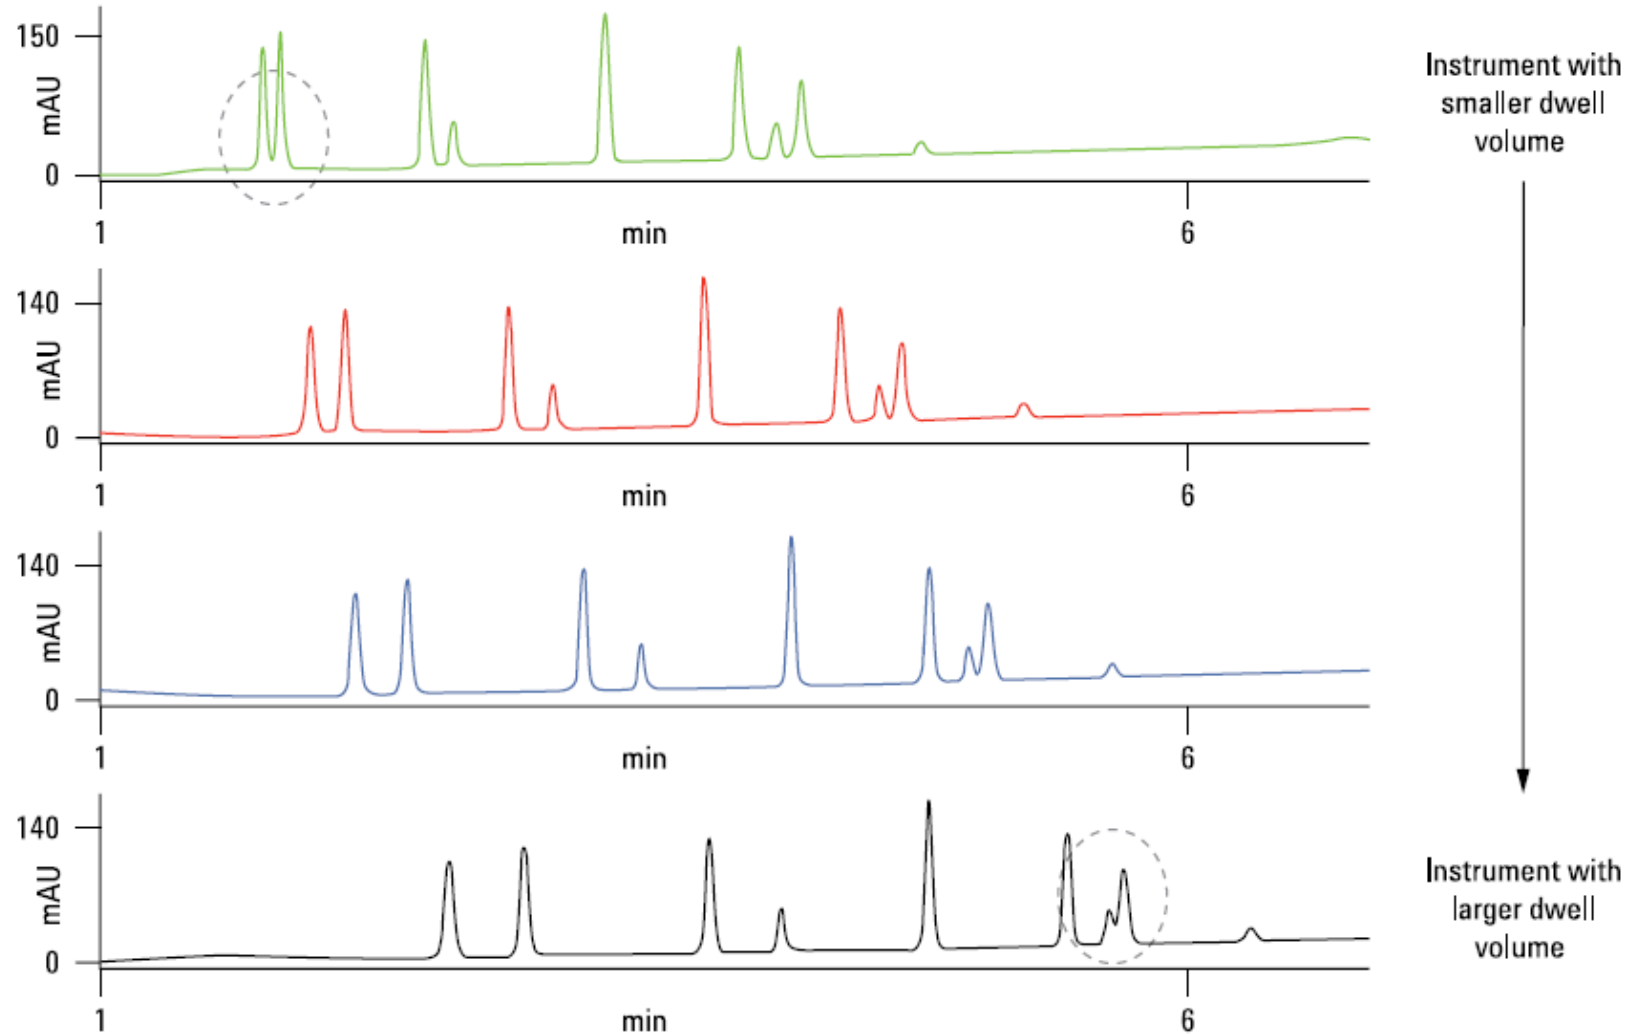 150
mAU
0
1
min
6
Instrument with
smaller dwell
volume
140
mAU
0
1
min
6
140
mAU
0
1
min
6
140
mAU
0
1
min
6
Instrument with
larger dwell
volume